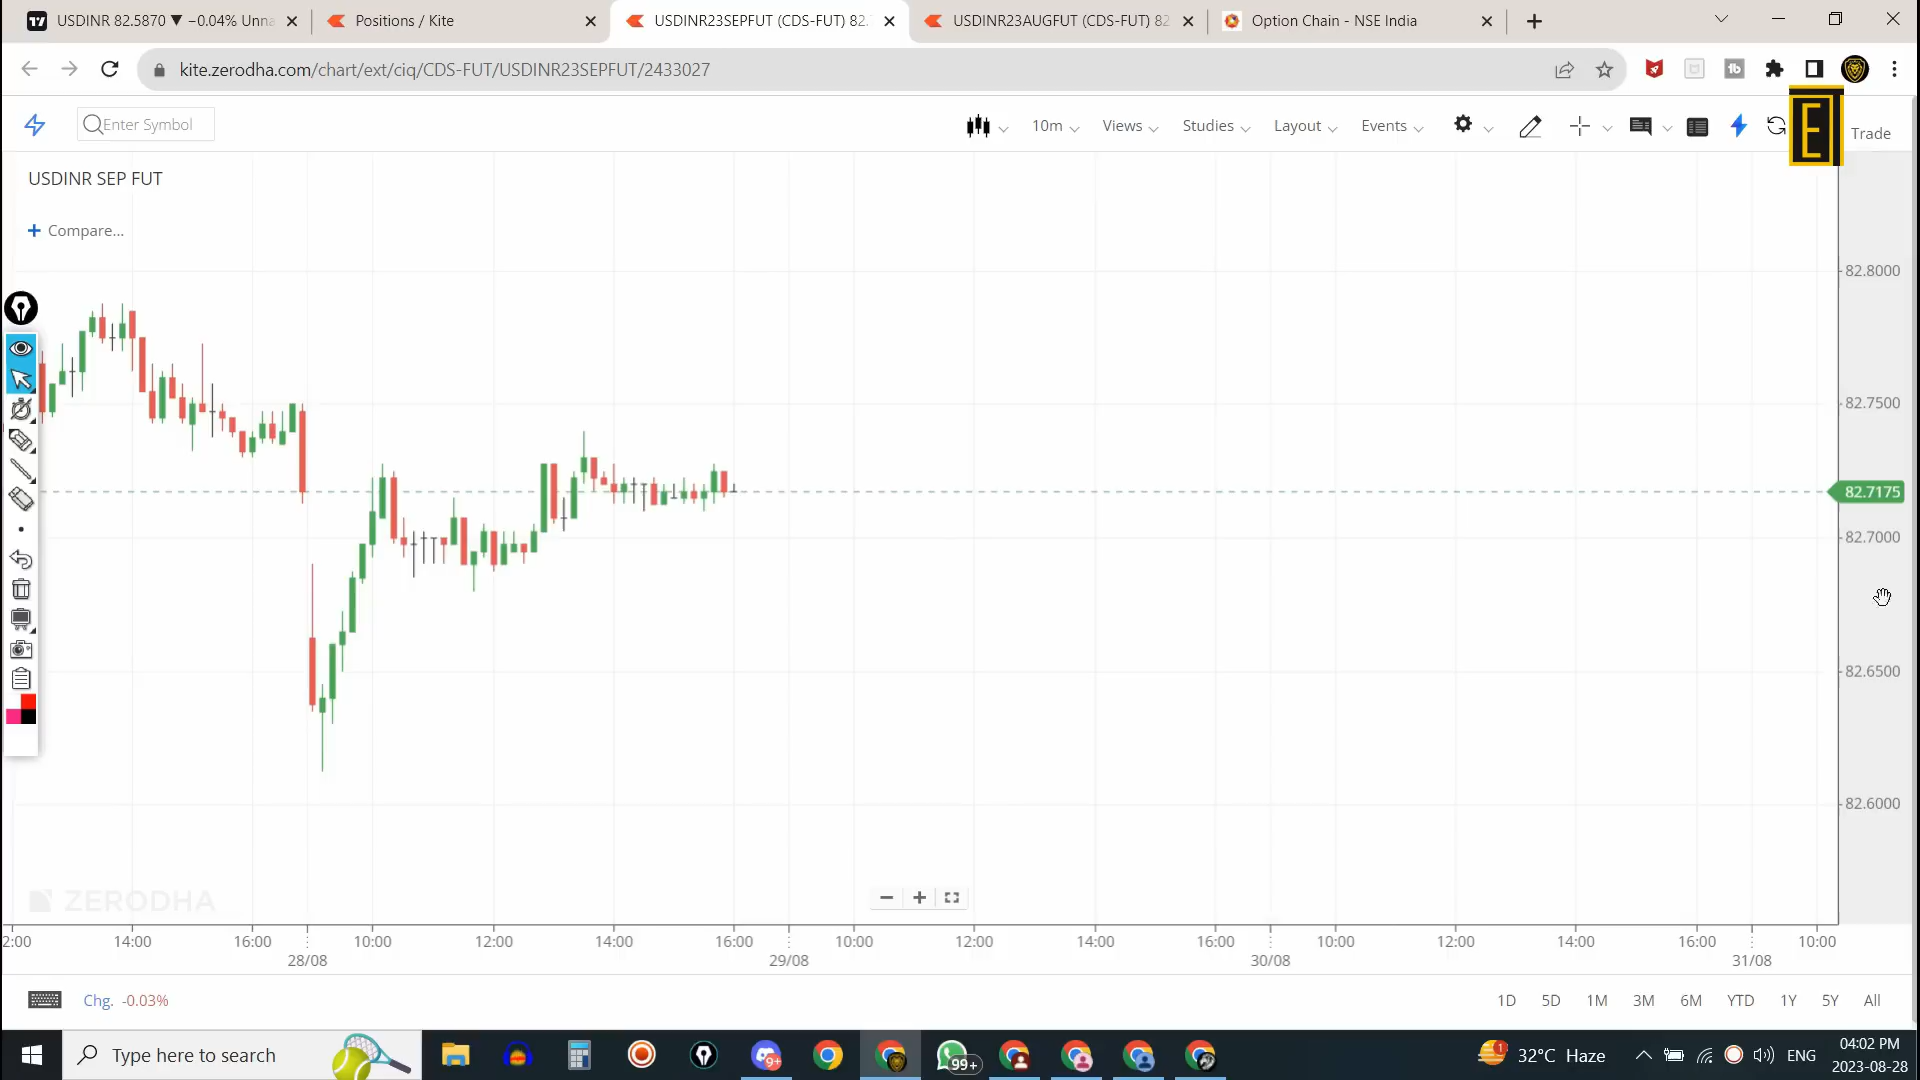 USDINR 82.5870 ▼ −0.04% Unna
Positions / Kite
USDINR23SEPFUT (CDS-FUT) 82.
USDINR23AUGFUT (CDS-FUT) 82
Option Chain - NSE India
kite.zerodha.com/chart/ext/ciq/CDS-FUT/USDINR23SEPFUT/2433027
Enter Symbol
10m
Views
Studies
Layout
Events
E
Trade
USDINR SEP FUT
+ Compare...
82.8000
82.7500
82.7175
82.7000
82.6500
82.6000
ZERODHA
2:00 14:00 16:00 10:00 12:00 14:00 16:00 10:00 12:00 14:00 16:00 10:00 12:00 14:00 16:00 10:00
28/08 29/08 30/08 31/08
Chg. -0.03%
1D 5D 1M 3M 6M YTD 1Y 5Y All
Type here to search
9+
99+
1
32°C Haze
ENG
04:02 PM
2023-08-28